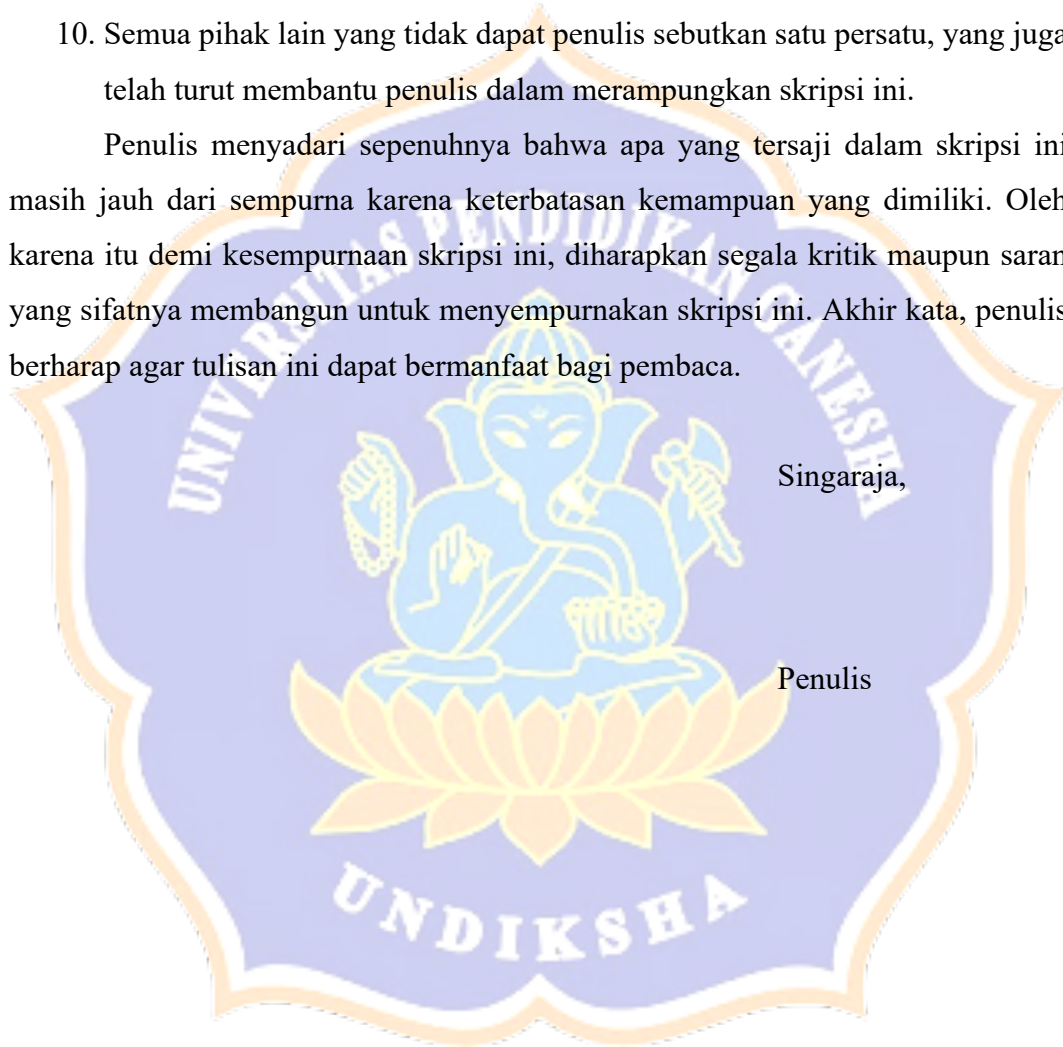 10. Semua pihak lain yang tidak dapat penulis sebutkan satu persatu, yang juga
telah turut membantu penulis dalam merampungkan skripsi ini.
Penulis menyadari sepenuhnya bahwa apa yang tersaji dalam skripsi ini
masih jauh dari sempurna karena keterbatasan kemampuan yang dimiliki. Oleh
karena itu demi kesempurnaan skripsi ini, diharapkan segala kritik maupun saran
yang sifatnya membangun untuk menyempurnakan skripsi ini. Akhir kata, penulis
berharap agar tulisan ini dapat bermanfaat bagi pembaca.
Singaraja,
Penulis
UNIVERSITAS PENDIDIKAN GANESHA
UNDIKSHA